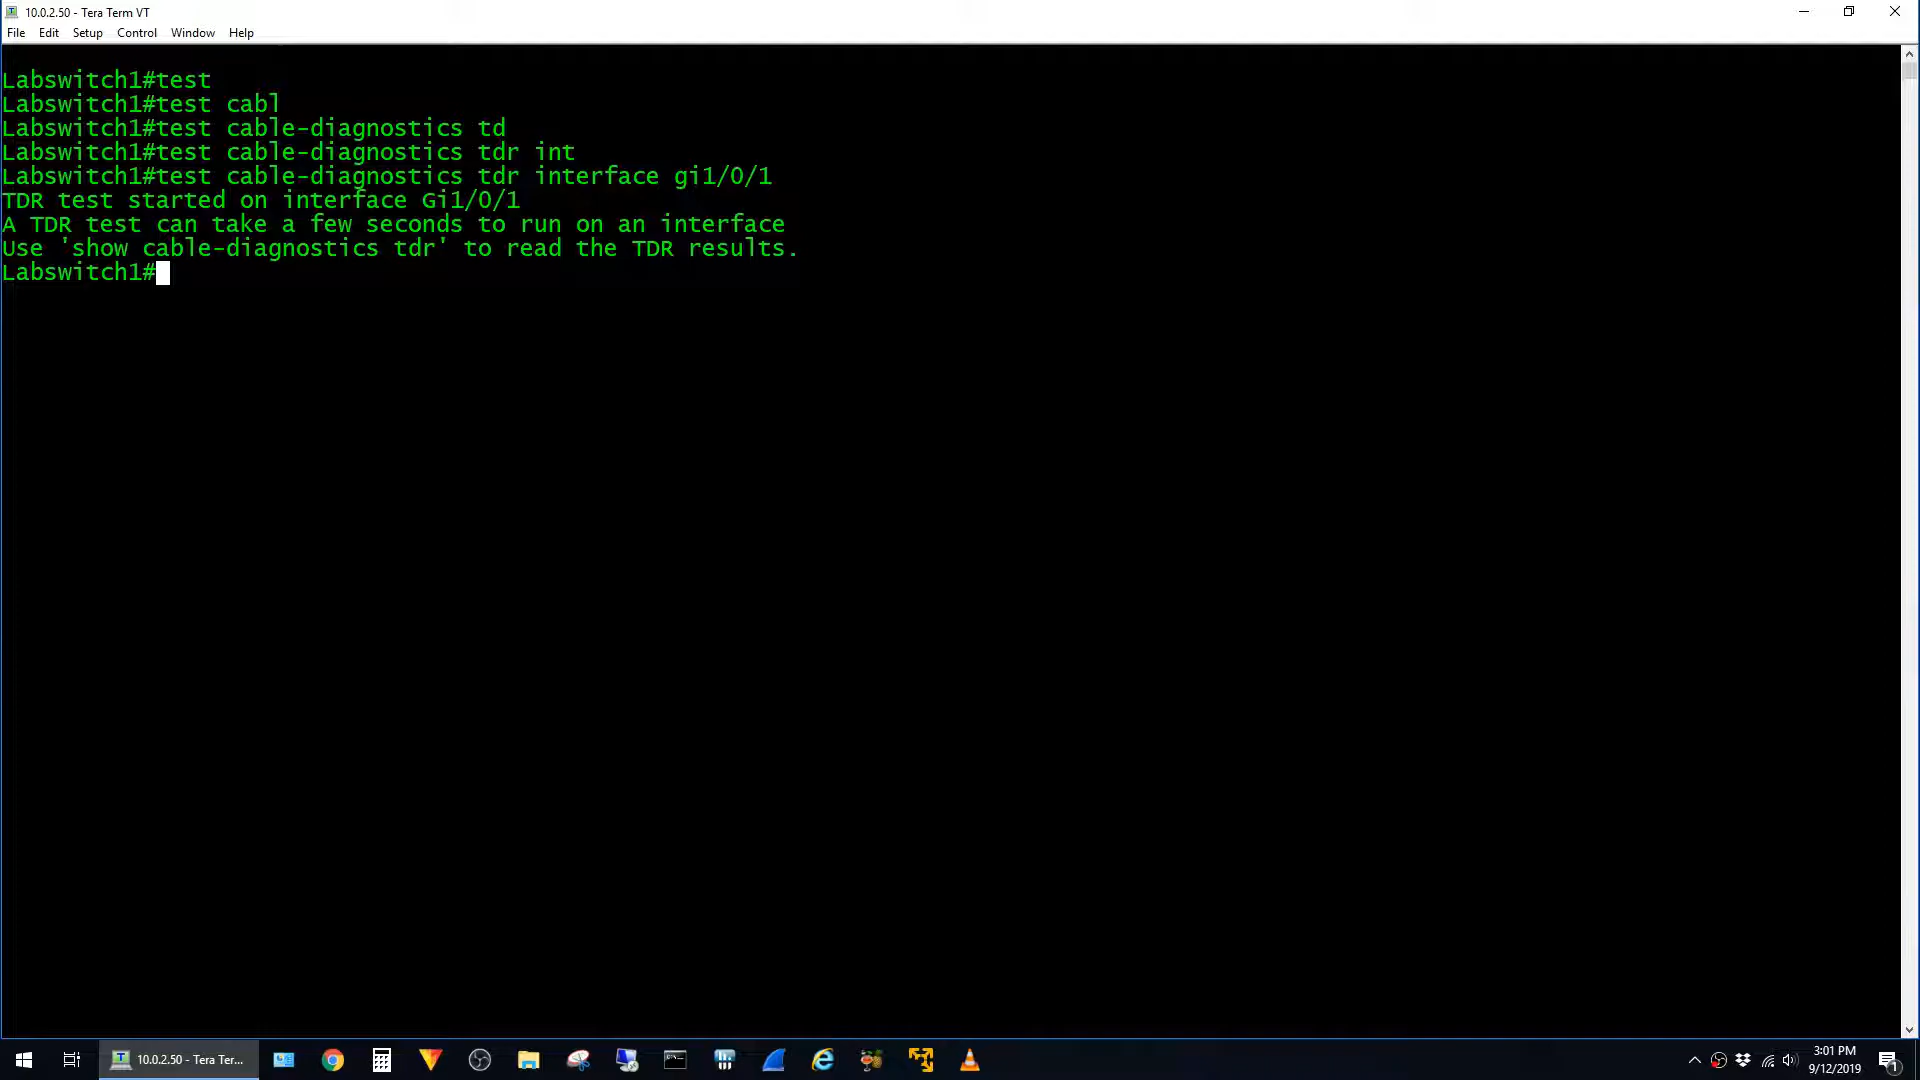 10.0.2.50 - Tera Term VT
File Edit Setup Control Window Help
Labswitch1#test
Labswitch1#test cabl
Labswitch1#test cable-diagnostics td
Labswitch1#test cable-diagnostics tdr int
Labswitch1#test cable-diagnostics tdr interface gi1/0/1
TDR test started on interface Gi1/0/1
A TDR test can take a few seconds to run on an interface
Use 'show cable-diagnostics tdr' to read the TDR results.
Labswitch1#
10.0.2.50 - Tera Ter...
3:01 PM
9/12/2019
1